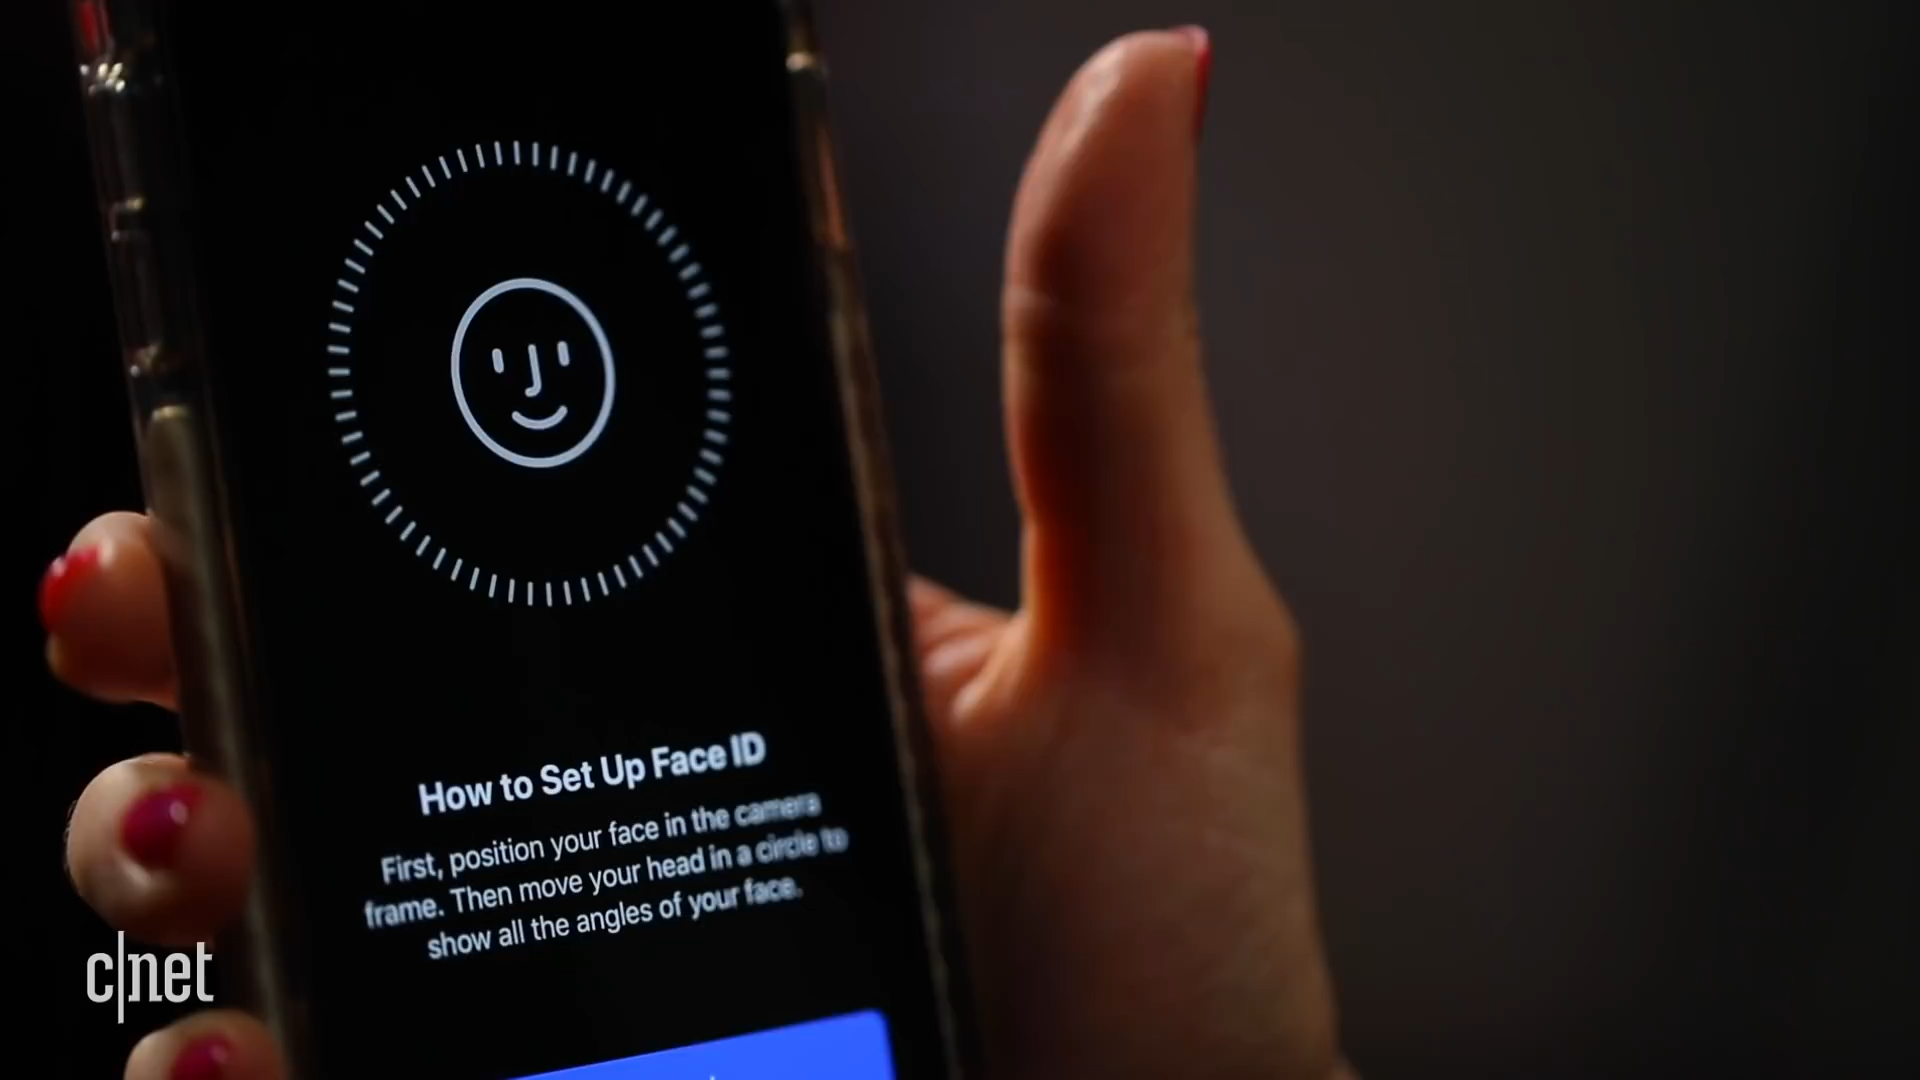 How to Set Up Face ID
First, position your face in the camera
frame. Then move your head in a circle to
show all the angles of your face.
c|net